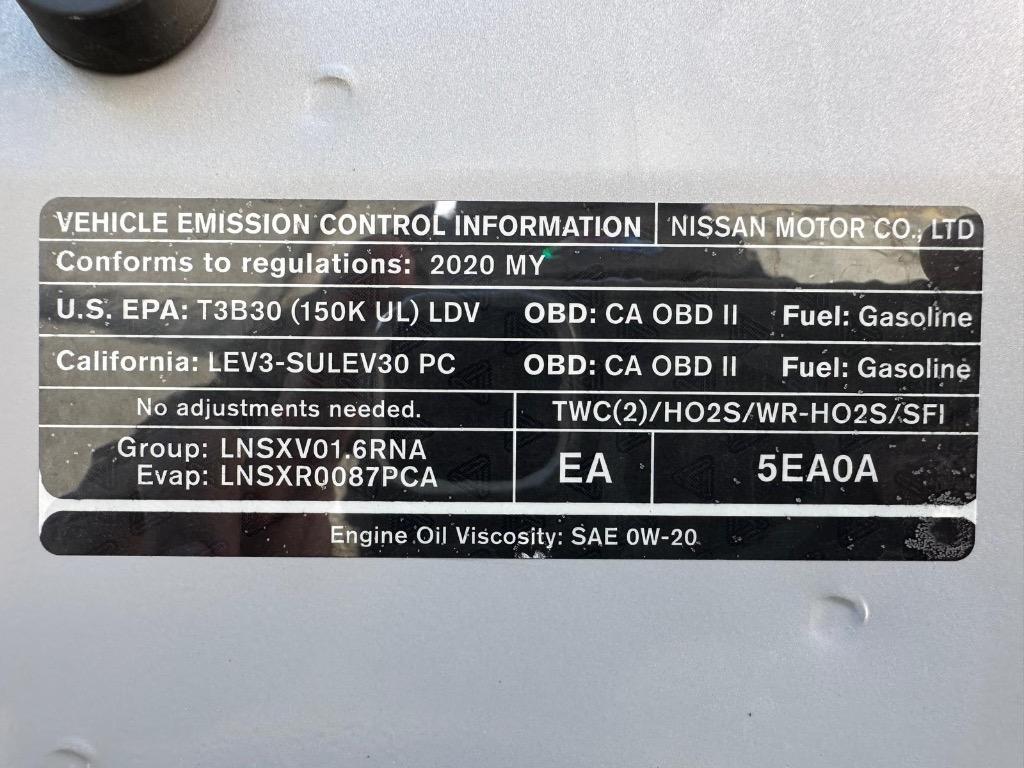 VEHICLE EMISSION CONTROL INFORMATION NISSAN MOTOR CO., LTD
Conforms to regulations: 2020 MY
U.S. EPA: T3B30 (150K UL) LDV OBD: CA OBD II Fuel: Gasoline
California: LEV3-SULEV30 PC OBD: CA OBD II Fuel: Gasoline
No adjustments needed. TWC(2)/HO2S/WR-HO2S/SFI
Group: LNSXV01.6RNA
Evap: LNSXR0087PCA
EA 5EA0A
Engine Oil Viscosity: SAE 0W-20